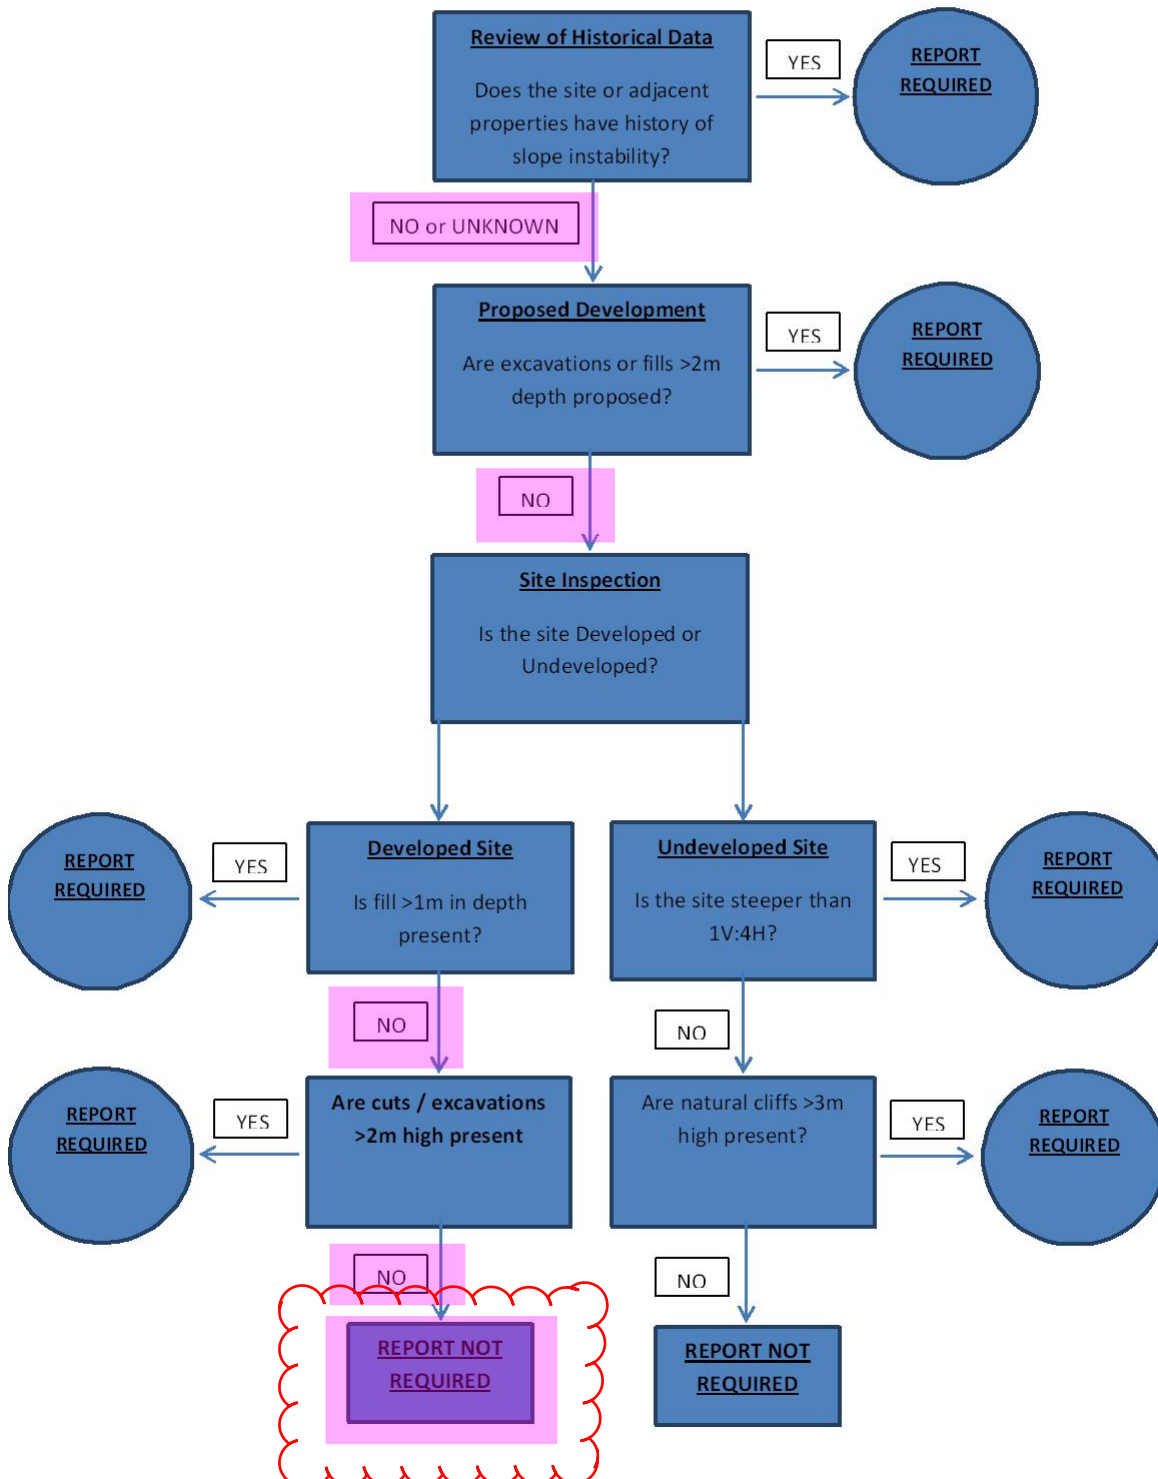 Review of Historical Data
Does the site or adjacent
properties have history of
slope instability?
YES
REPORT
REQUIRED
NO or UNKNOWN
Proposed Development
Are excavations or fills >2m
depth proposed?
YES
REPORT
REQUIRED
NO
Site Inspection
Is the site Developed or
Undeveloped?
REPORT
REQUIRED
YES
Developed Site
Is fill >1m in depth
present?
Undeveloped Site
Is the site steeper than
1V:4H?
YES
REPORT
REQUIRED
NO
NO
REPORT
REQUIRED
YES
Are cuts / excavations
>2m high present
Are natural cliffs >3m
high present?
YES
REPORT
REQUIRED
NO
NO
REPORT NOT
REQUIRED
REPORT NOT
REQUIRED